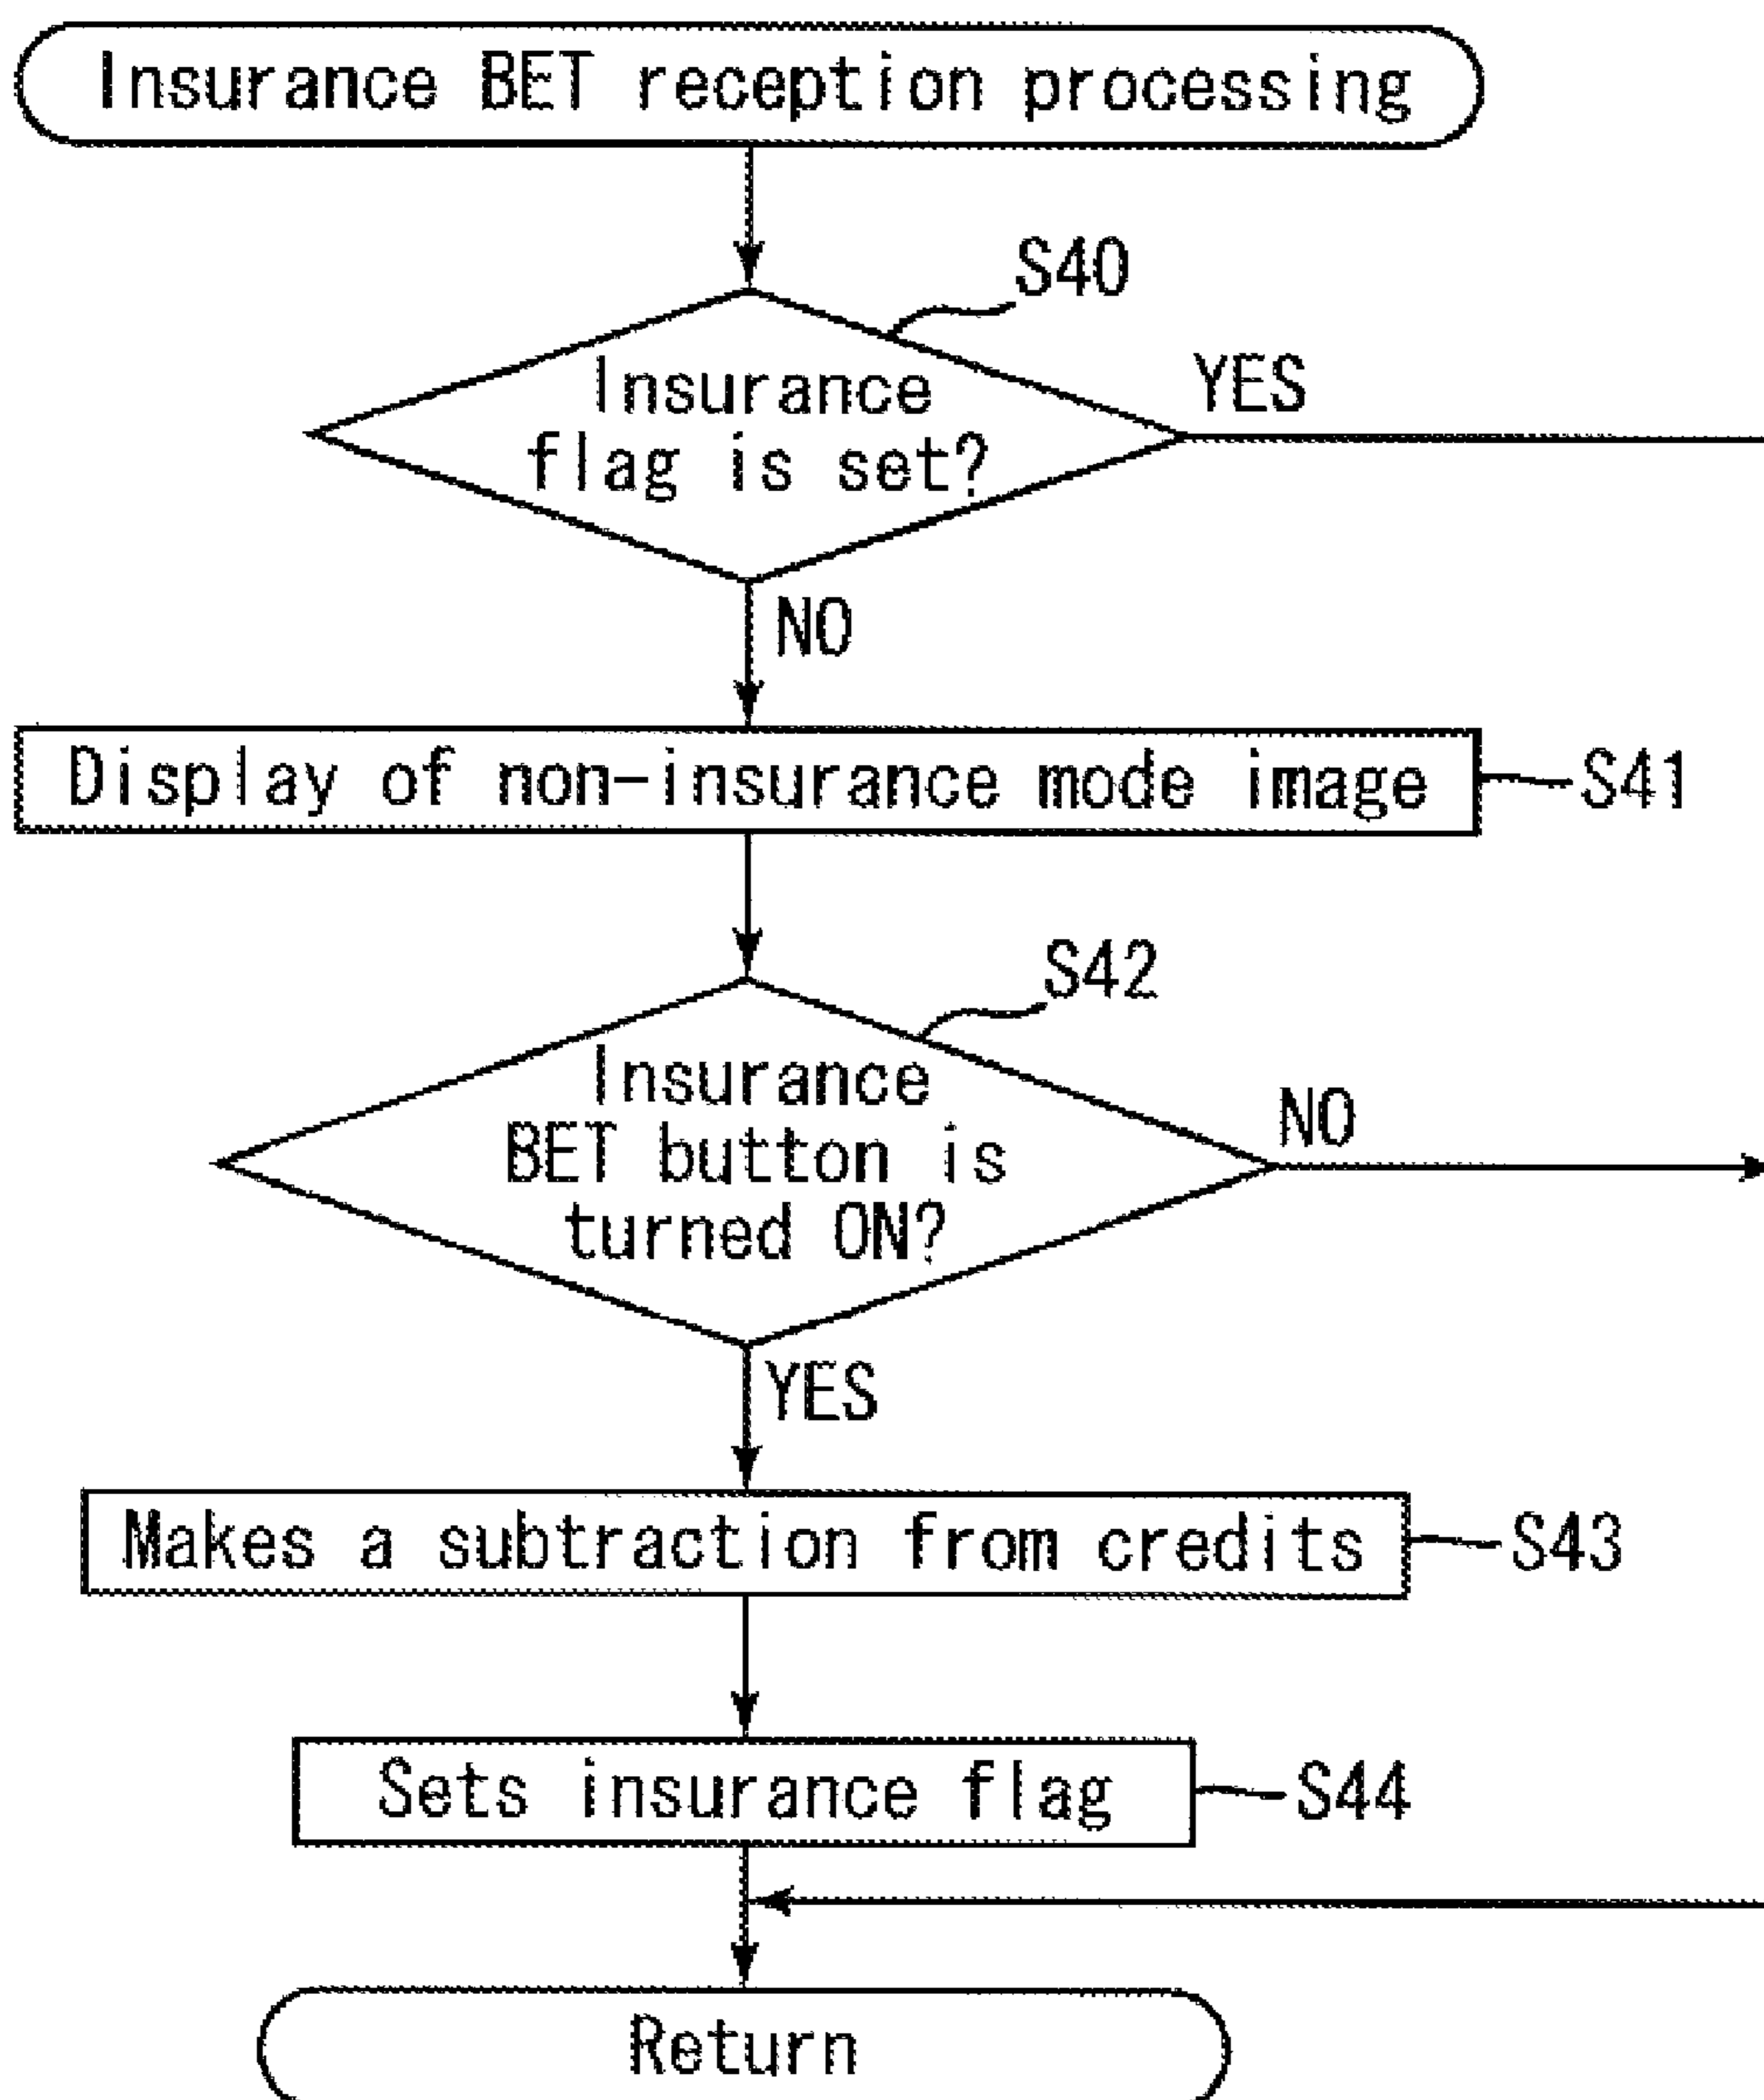 Insurance BET reception processing
S40
Insurance
flag is set?
YES
NO
Display of non-insurance mode image
S41
S42
Insurance
BET button is
turned ON?
NO
YES
Makes a subtraction from credits
S43
Sets insurance flag
S44
Return